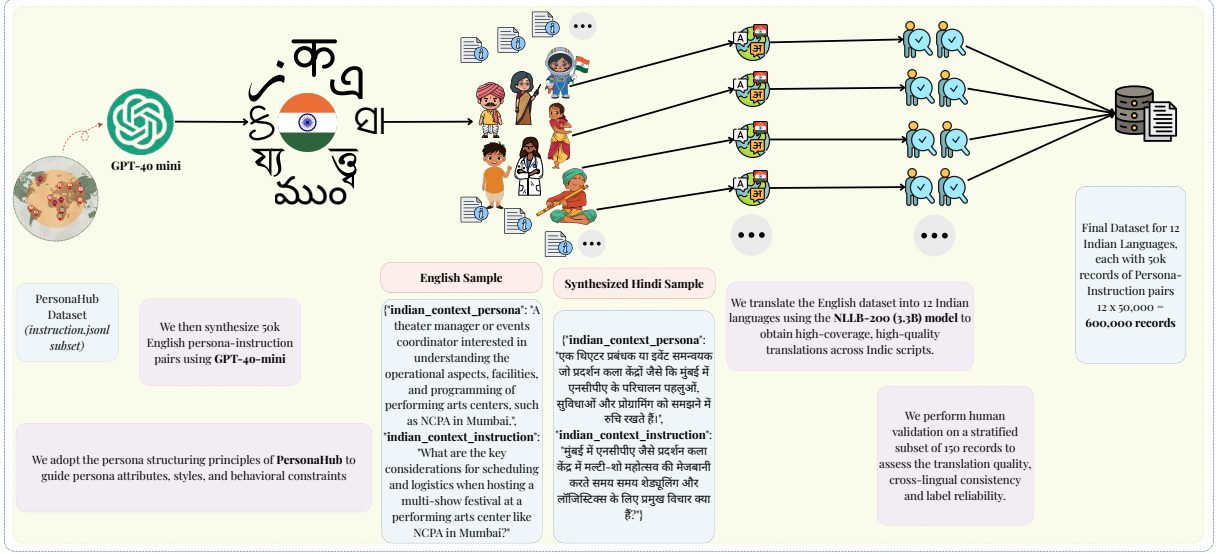 GPT-4o mini
क
ए
ડ
य्य
ముం
PersonaHub
Dataset
(instruction.jsonl
subset)
We then synthesize 50k
English persona-instruction
pairs using GPT-4o-mini
We adopt the persona structuring principles of PersonaHub to
guide persona attributes, styles, and behavioral constraints
English Sample
{"indian_context_persona": "A
theater manager or events
coordinator interested in
understanding the
operational aspects, facilities,
and programming of
performing arts centers, such
as NCPA in Mumbai.",
"indian_context_instruction":
"What are the key
considerations for scheduling
and logistics when hosting a
multi-show festival at a
performing arts center like
NCPA in Mumbai?"
Synthesized Hindi Sample
{"indian_context_persona":
"एक थिएटर प्रबंधक या इवेंट समन्वयक
जो प्रदर्शन कला केंद्रों जैसे कि मुंबई में
एनसीपीए के परिचालन पहलुओं,
सुविधाओं और प्रोग्रामिंग को समझने में
रुचि रखते हैं।",
"indian_context_instruction":
"मुंबई में एनसीपीए जैसे प्रदर्शन कला
केंद्र में मल्टी-शो महोत्सव की मेजबानी
करते समय समय शेड्यूलिंग और
लॉजिस्टिक्स के लिए प्रमुख विचार क्या
हैं?"}
We translate the English dataset into 12 Indian
languages using the NLLB-200 (3.3B) model to
obtain high-coverage, high-quality
translations across Indic scripts.
We perform human
validation on a stratified
subset of 150 records to
assess the translation quality,
cross-lingual consistency
and label reliability.
Final Dataset for 12
Indian Languages,
each with 50k
records of Persona-
Instruction pairs
12 x 50,000 =
600,000 records